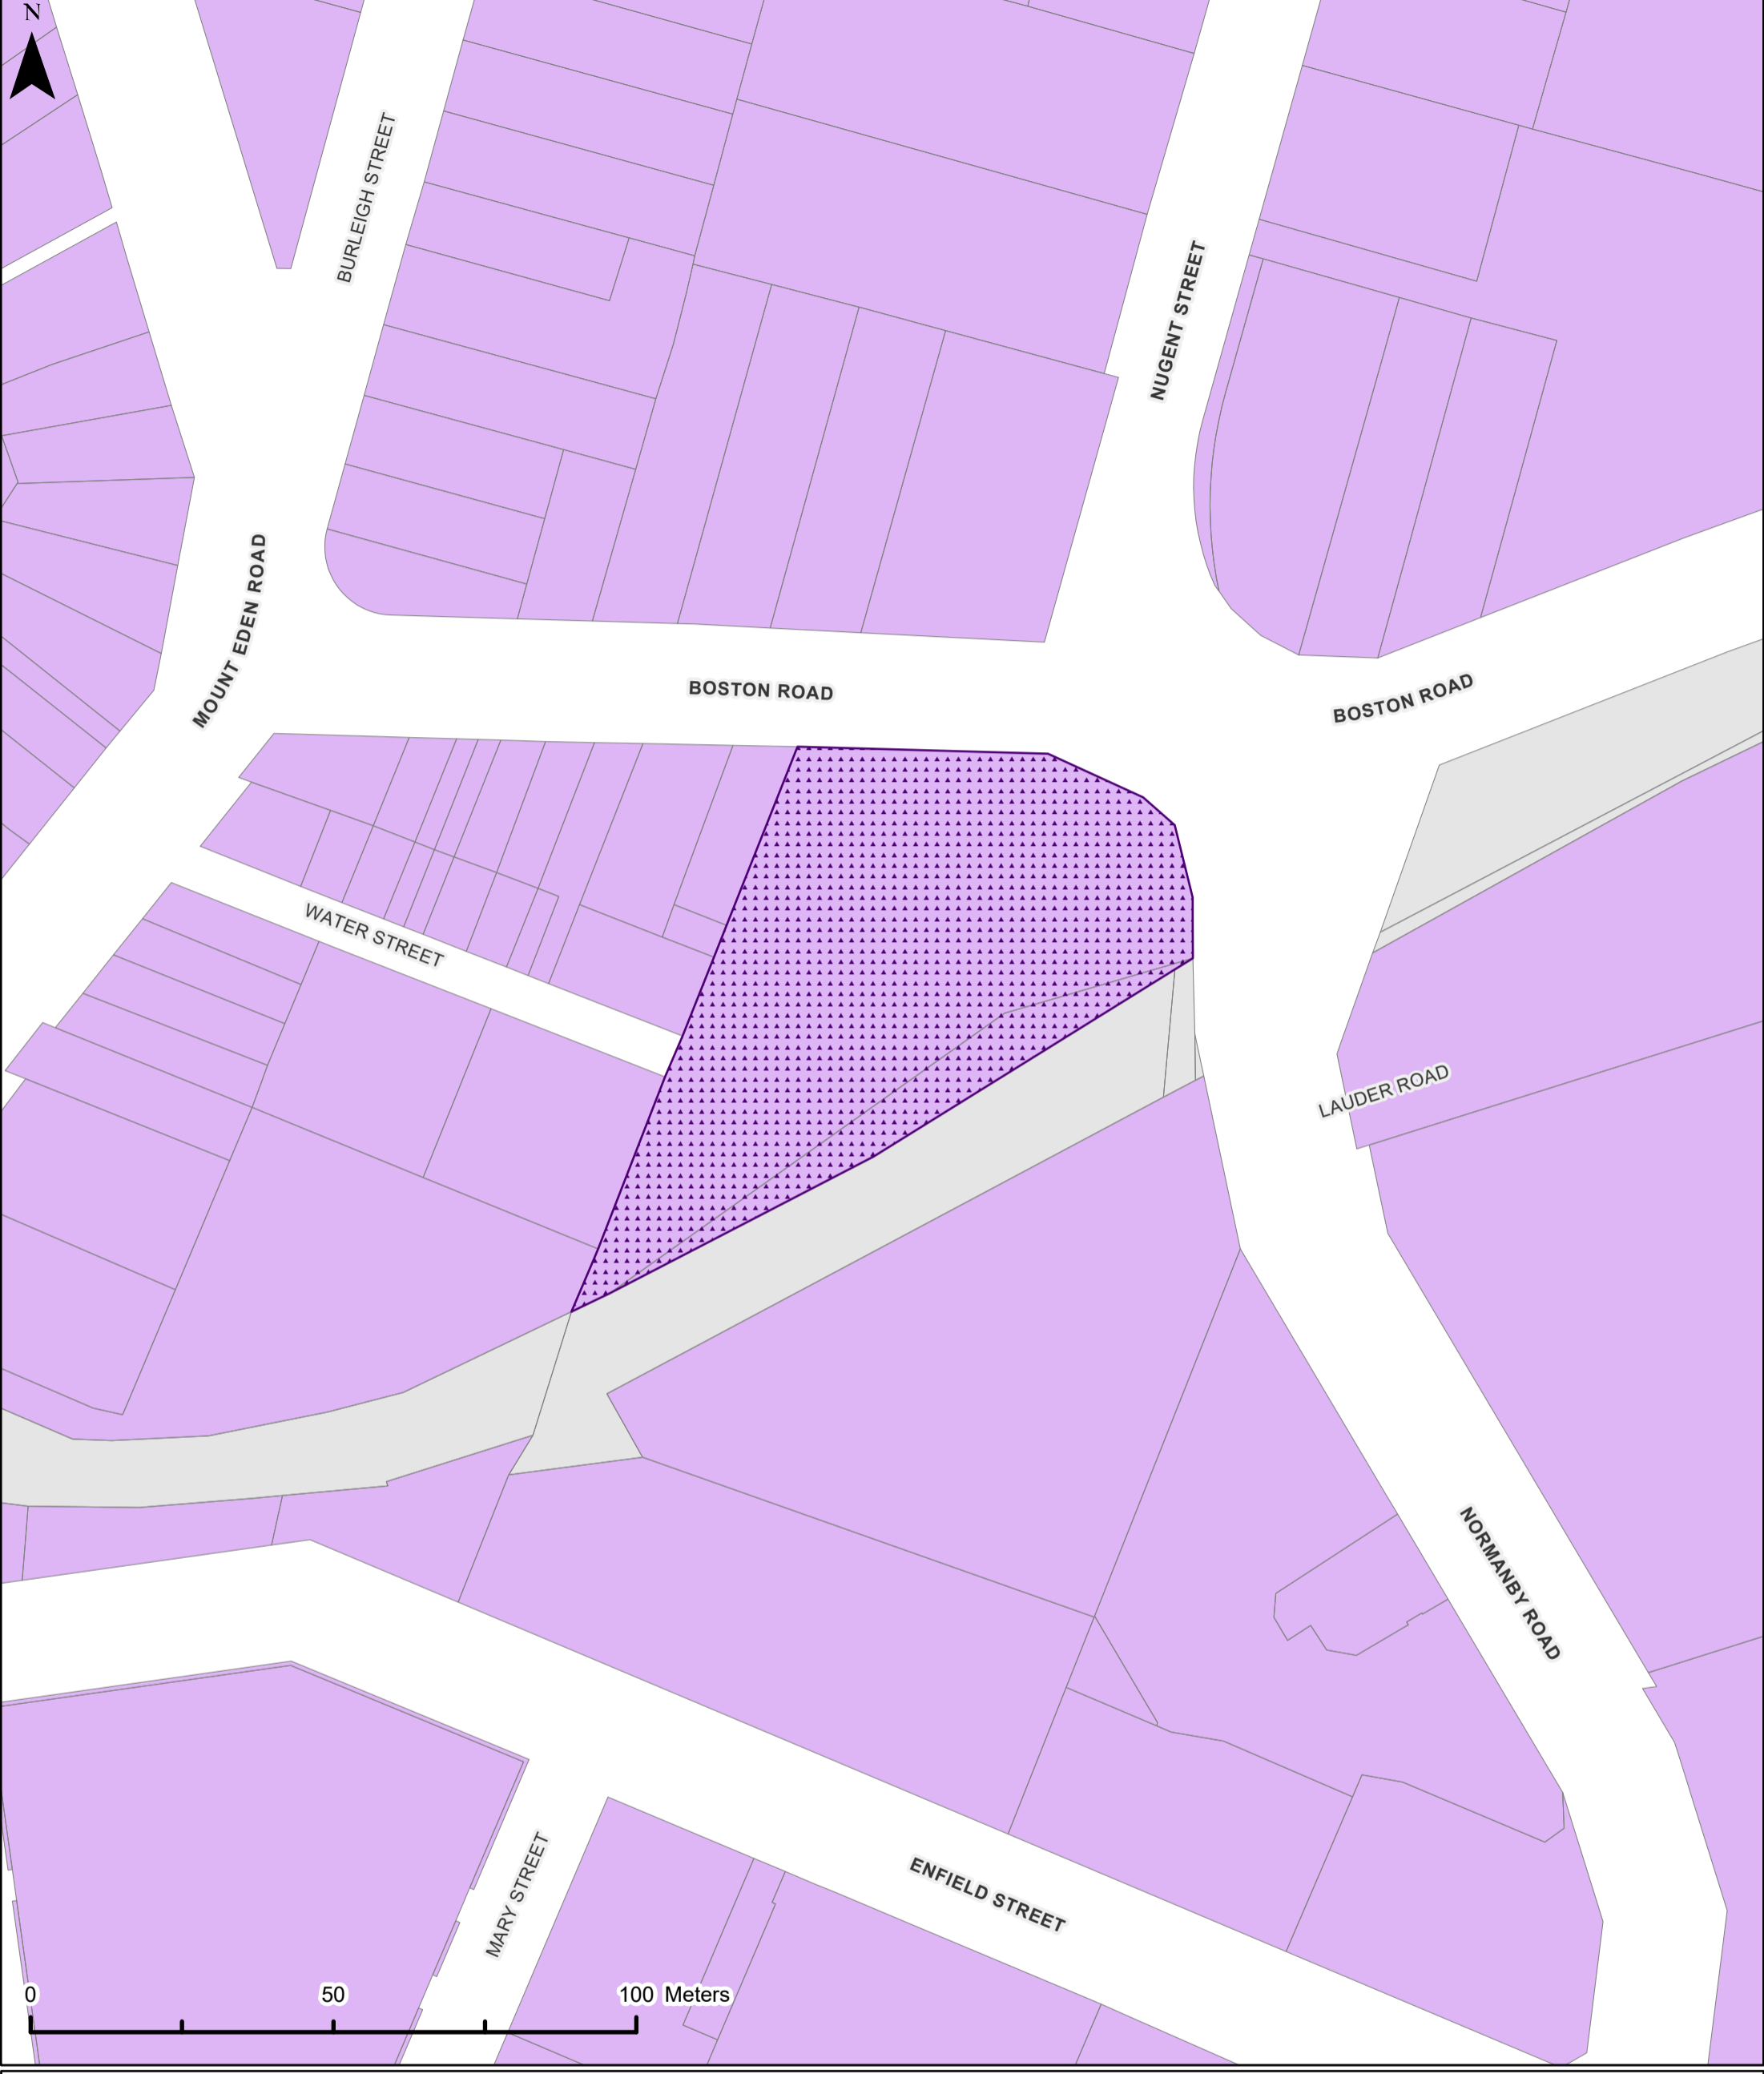 N
BURLEIGH STREET
NUGENT STREET
MOUNT EDEN ROAD
BOSTON ROAD
BOSTON ROAD
WATER STREET
LAUDER ROAD
NORMANBY ROAD
ENFIELD STREET
MARY STREET
0 50 100 Meters